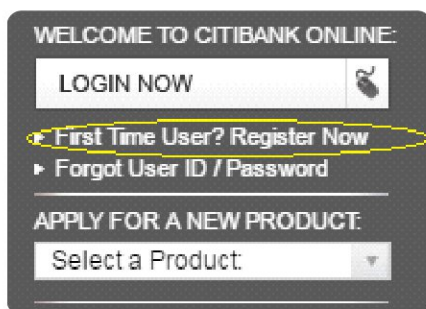 WELCOME TO CITIBANK ONLINE:
LOGIN NOW
First Time User? Register Now
Forgot User ID / Password
APPLY FOR A NEW PRODUCT:
Select a Product: